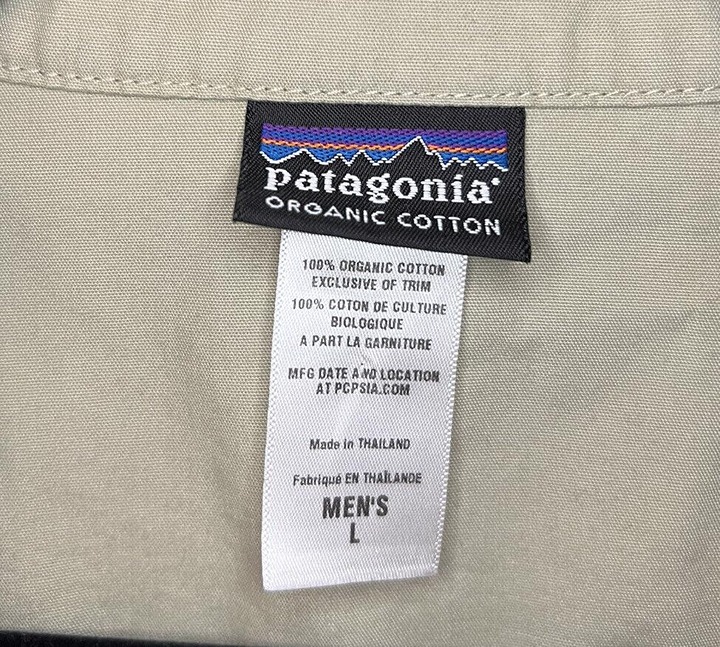 patagonia®
ORGANIC COTTON
100% ORGANIC COTTON
EXCLUSIVE OF TRIM
100% COTON DE CULTURE
BIOLOGIQUE
A PART LA GARNITURE
MFG DATE AND LOCATION
AT PCPSIA.COM
Made in THAILAND
Fabriqué EN THAÏLANDE
MEN'S
L